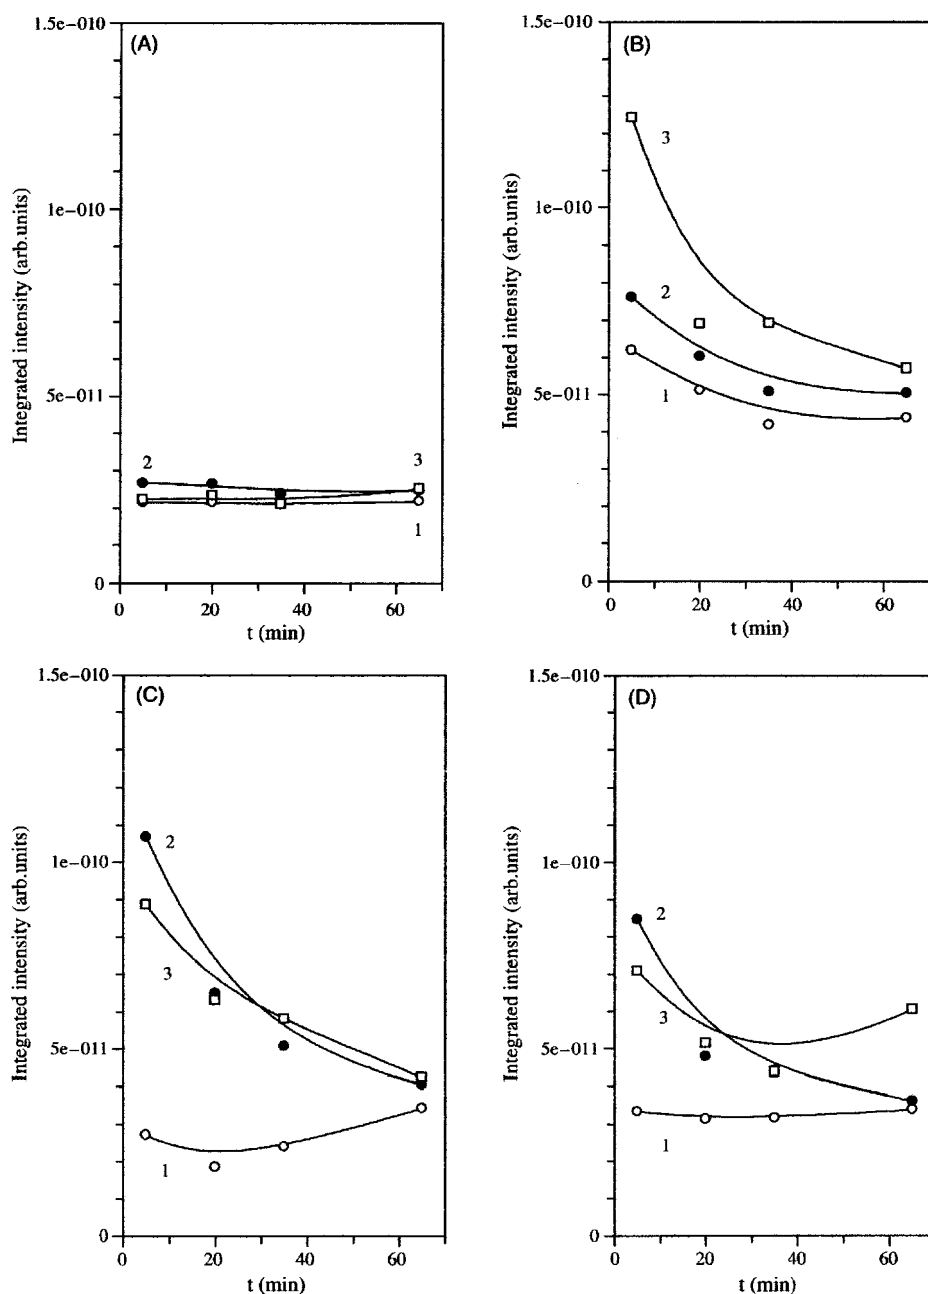 (A)
Integrated intensity (arb.units)
1.5e−010
1e−010
5e−011
0
2
3
1
0 20 40 60
t (min)
(B)
Integrated intensity (arb.units)
1.5e−010
1e−010
5e−011
0
3
2
1
0 20 40 60
t (min)
(C)
Integrated intensity (arb.units)
1.5e−010
1e−010
5e−011
0
2
3
1
0 20 40 60
t (min)
(D)
Integrated intensity (arb.units)
1.5e−010
1e−010
5e−011
0
2
3
1
0 20 40 60
t (min)